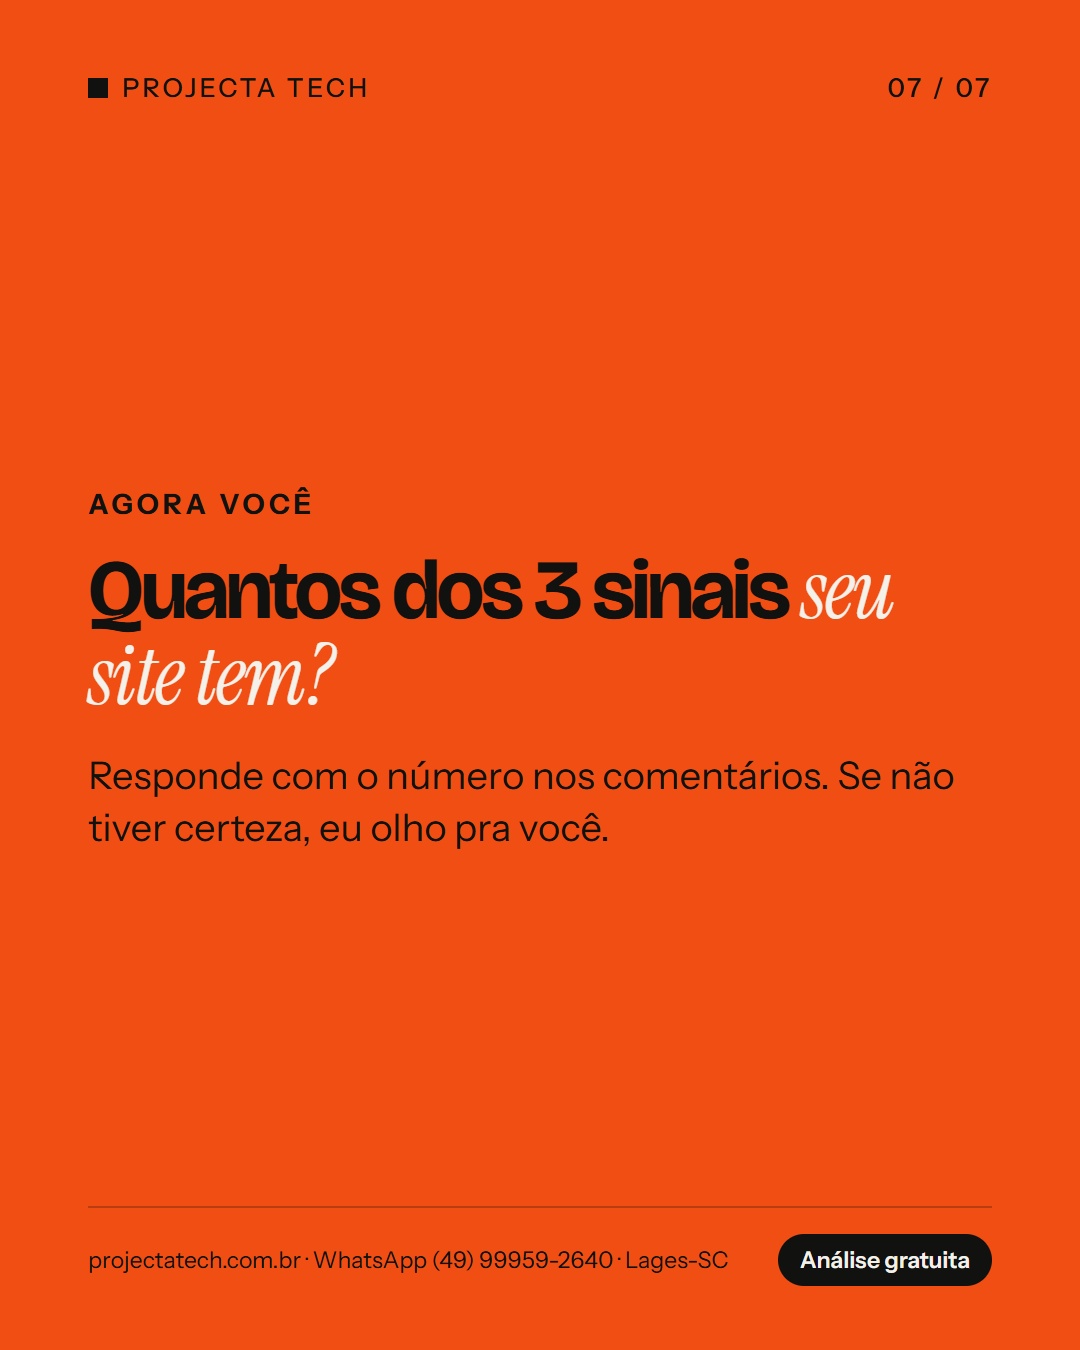 PROJECTA TECH
07 / 07
AGORA VOCÊ
Quantos dos 3 sinais seu
site tem?
Responde com o número nos comentários. Se não
tiver certeza, eu olho pra você.
projectatech.com.br · WhatsApp (49) 99959-2640 · Lages-SC
Análise gratuita